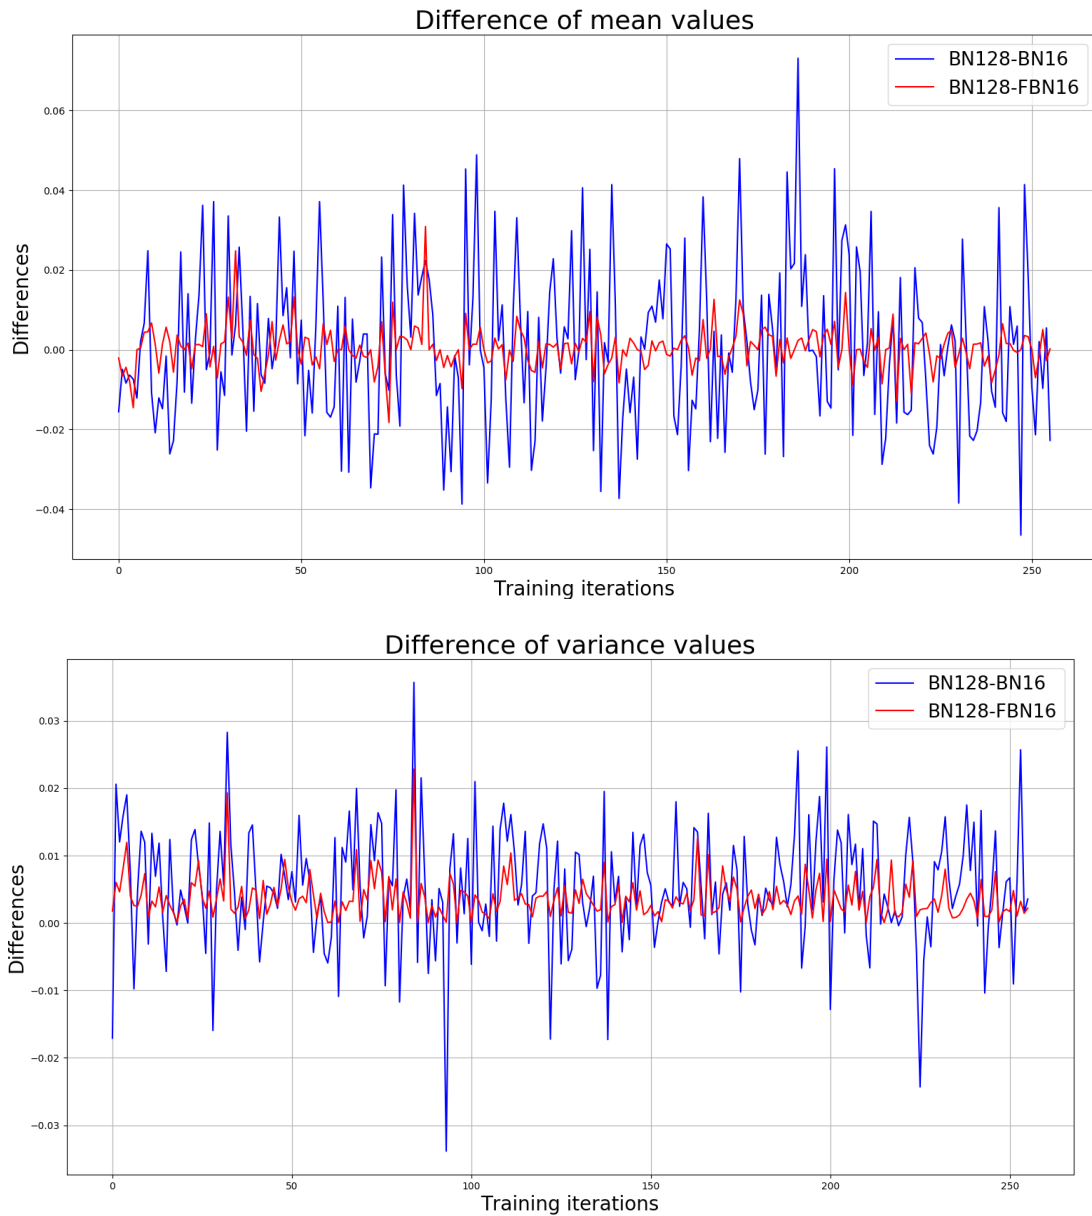 Difference of mean values
BN128-BN16
BN128-FBN16
0.06
0.04
0.02
0.00
−0.02
−0.04
Differences
0
50
100
150
200
250
Training iterations
Difference of variance values
BN128-BN16
BN128-FBN16
0.03
0.02
0.01
0.00
−0.01
−0.02
−0.03
Differences
0
50
100
150
200
250
Training iterations